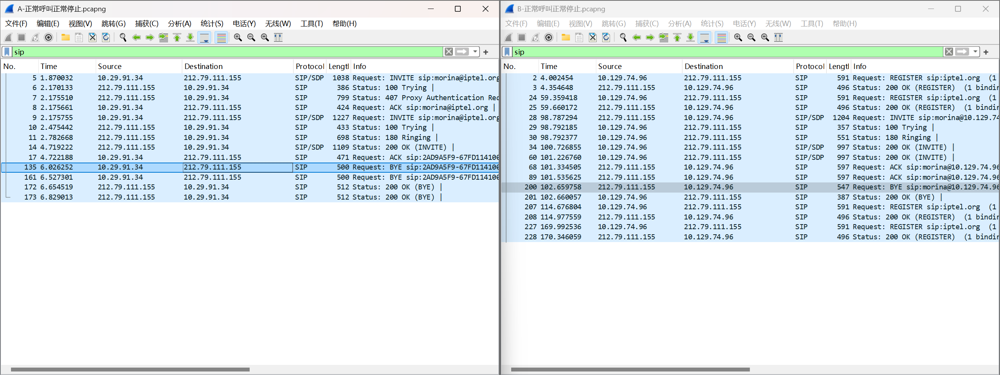 A-正常呼叫正常停止.pcapng
文件(F) 编辑(E) 视图(V) 跳转(G) 捕获(C) 分析(A) 统计(S) 电话(Y) 无线(W) 工具(T) 帮助(H)
sip
No. Time Source Destination Protocol Lengtl Info
5 1.870032 10.29.91.34 212.79.111.155 SIP/SDP 1038 Request: INVITE sip:morina@iptel.org
6 2.170133 212.79.111.155 10.29.91.34 SIP 386 Status: 100 Trying |
7 2.175510 212.79.111.155 10.29.91.34 SIP 799 Status: 407 Proxy Authentication Rec
8 2.175661 10.29.91.34 212.79.111.155 SIP 424 Request: ACK sip:morina@iptel.org |
9 2.175755 10.29.91.34 212.79.111.155 SIP/SDP 1227 Request: INVITE sip:morina@iptel.org
10 2.475442 212.79.111.155 10.29.91.34 SIP 433 Status: 100 Trying |
11 2.782668 212.79.111.155 10.29.91.34 SIP 698 Status: 180 Ringing |
14 4.719222 212.79.111.155 10.29.91.34 SIP/SDP 1109 Status: 200 OK (INVITE) |
17 4.722188 10.29.91.34 212.79.111.155 SIP 471 Request: ACK sip:2AD9A5F9-67FD114100
135 6.026252 10.29.91.34 212.79.111.155 SIP 500 Request: BYE sip:2AD9A5F9-67FD114100
161 6.527301 10.29.91.34 212.79.111.155 SIP 500 Request: BYE sip:2AD9A5F9-67FD114100
172 6.654519 212.79.111.155 10.29.91.34 SIP 512 Status: 200 OK (BYE) |
173 6.829013 212.79.111.155 10.29.91.34 SIP 512 Status: 200 OK (BYE) |
B-正常呼叫正常停止.pcapng
文件(F) 编辑(E) 视图(V) 跳转(G) 捕获(C) 分析(A) 统计(S) 电话(Y) 无线(W) 工具(T) 帮助(H)
sip
No. Time Source Destination Protocol Lengtl Info
2 4.002454 10.129.74.96 212.79.111.155 SIP 591 Request: REGISTER sip:iptel.org (1
3 4.354648 212.79.111.155 10.129.74.96 SIP 496 Status: 200 OK (REGISTER) (1 bindin
24 59.359418 10.129.74.96 212.79.111.155 SIP 591 Request: REGISTER sip:iptel.org (1
25 59.660172 212.79.111.155 10.129.74.96 SIP 496 Status: 200 OK (REGISTER) (1 bindin
28 98.787294 212.79.111.155 10.129.74.96 SIP/SDP 1204 Request: INVITE sip:morina@10.129.74
29 98.792185 10.129.74.96 212.79.111.155 SIP 357 Status: 100 Trying |
30 98.792377 10.129.74.96 212.79.111.155 SIP 551 Status: 180 Ringing |
34 100.726855 10.129.74.96 212.79.111.155 SIP/SDP 997 Status: 200 OK (INVITE) |
60 101.226760 10.129.74.96 212.79.111.155 SIP/SDP 997 Status: 200 OK (INVITE) |
68 101.334505 212.79.111.155 10.129.74.96 SIP 597 Request: ACK sip:morina@10.129.74.96
89 101.535625 212.79.111.155 10.129.74.96 SIP 597 Request: ACK sip:morina@10.129.74.96
200 102.659758 212.79.111.155 10.129.74.96 SIP 547 Request: BYE sip:morina@10.129.74.96
201 102.660057 10.129.74.96 212.79.111.155 SIP 387 Status: 200 OK (BYE) |
207 114.676804 10.129.74.96 212.79.111.155 SIP 591 Request: REGISTER sip:iptel.org (1
208 114.977559 212.79.111.155 10.129.74.96 SIP 496 Status: 200 OK (REGISTER) (1 bindin
227 169.992536 10.129.74.96 212.79.111.155 SIP 591 Request: REGISTER sip:iptel.org (1
228 170.346059 212.79.111.155 10.129.74.96 SIP 496 Status: 200 OK (REGISTER) (1 bindin